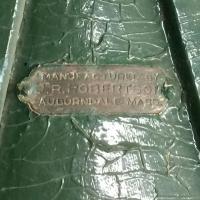 MANUFACTURED BY
J.R. ROBERTSON
AUBURNDALE MASS